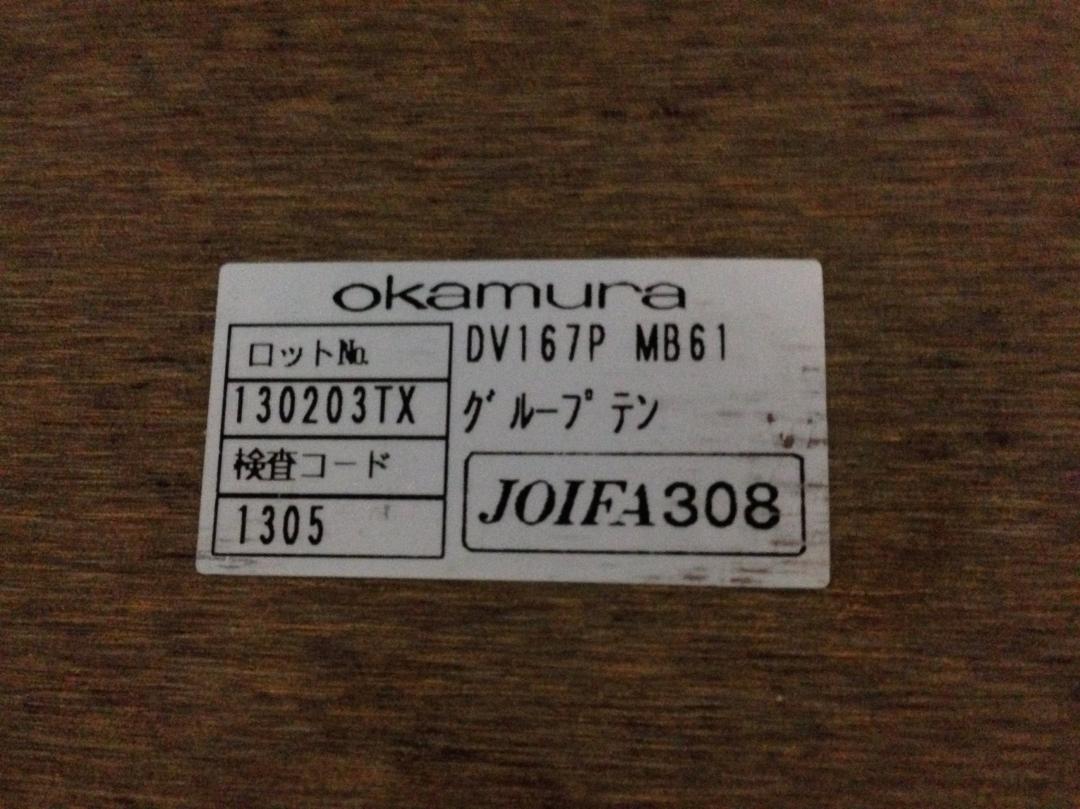 okamura
ロットNo.
130203TX
検査コード
1305
DV167P MB61
グループテン
JOIFA308